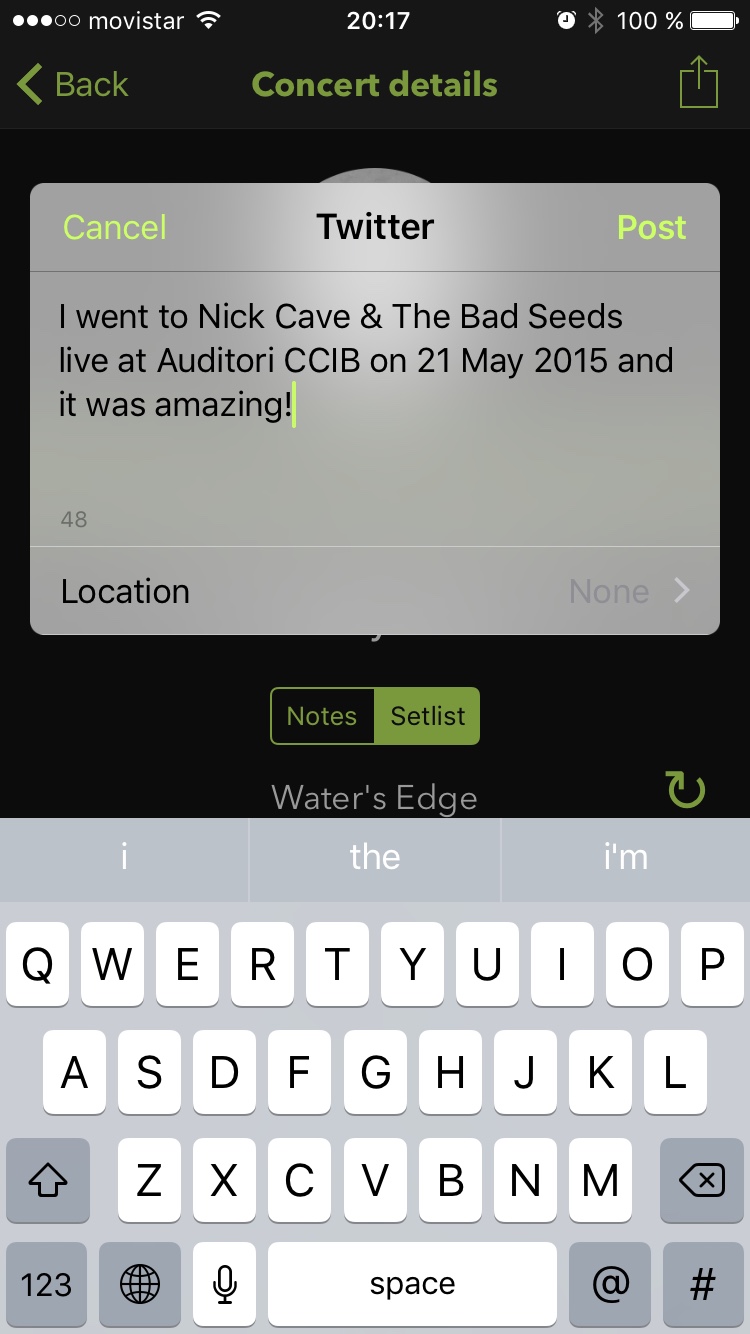 movistar 20:17 100 %
Back Concert details
Cancel Twitter Post
I went to Nick Cave & The Bad Seeds
live at Auditori CCIB on 21 May 2015 and
it was amazing!
48
Location None
Notes Setlist
Water's Edge
i the i'm
Q W E R T Y U I O P
A S D F G H J K L
Z X C V B N M
123 space @ #